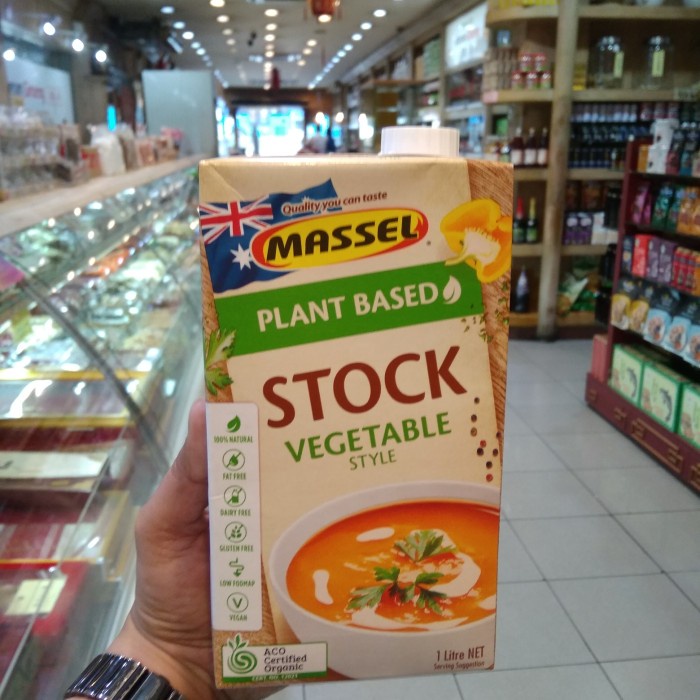 Quality you can taste
MASSEL
PLANT BASED
STOCK
VEGETABLE
STYLE
100% NATURAL
FAT FREE
DAIRY FREE
GLUTEN FREE
LOW FODMAP
VEGAN
ACO
Certified
Organic
1 Litre NET
Serving Suggestion